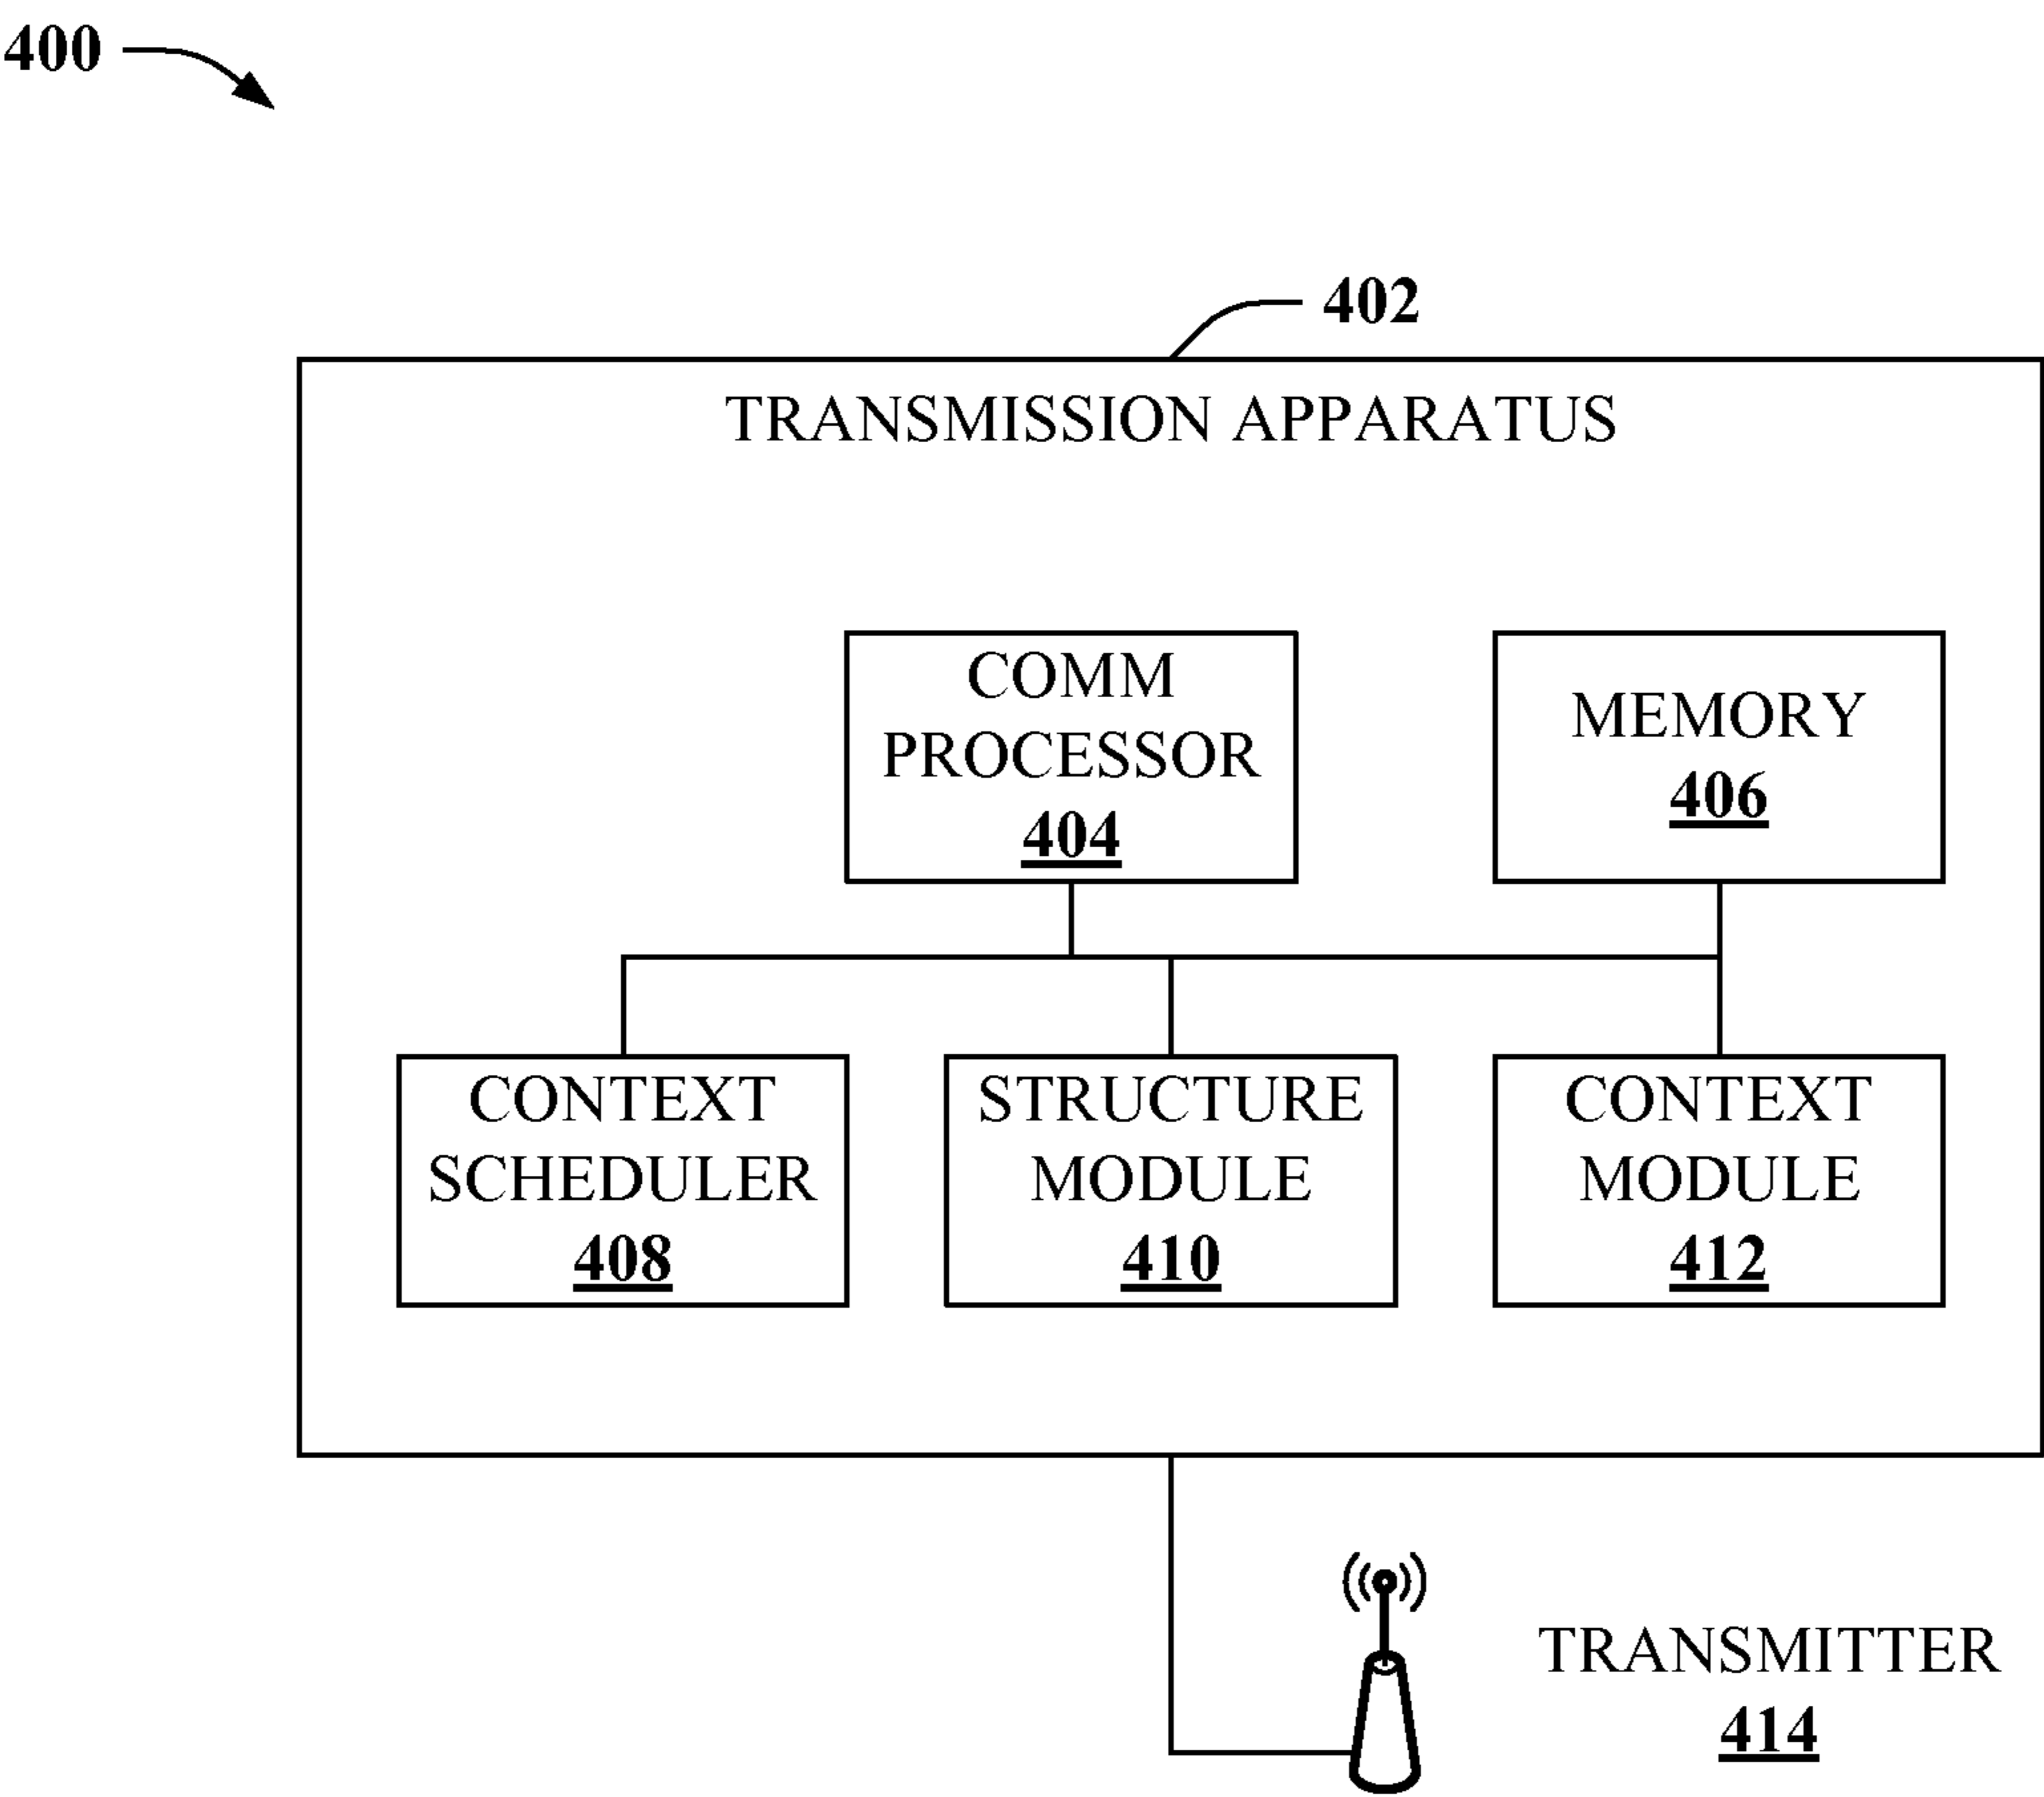 400
402
TRANSMISSION APPARATUS
COMM
PROCESSOR
404
MEMORY
406
CONTEXT
SCHEDULER
408
STRUCTURE
MODULE
410
CONTEXT
MODULE
412
TRANSMITTER
414